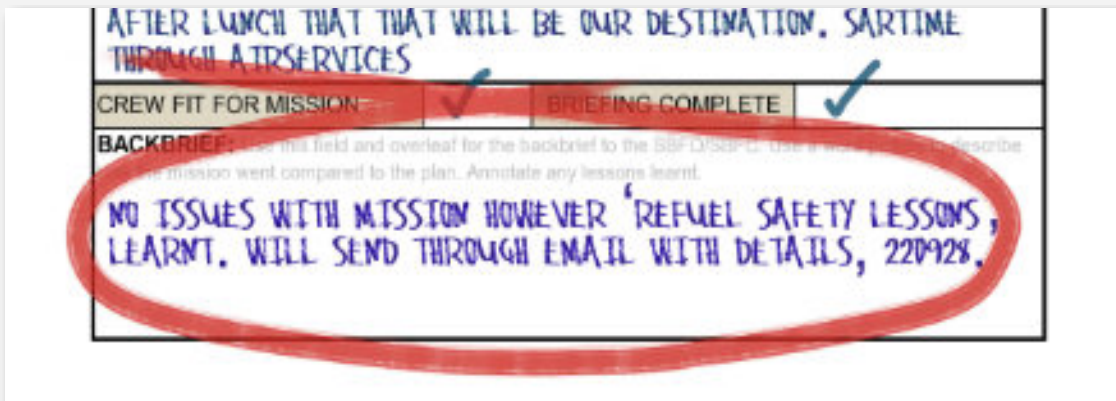 AFTER LUNCH THAT THAT WILL BE OUR DESTINATION. SARTIME
THROUGH AIRSERVICES
CREW FIT FOR MISSION ✓ BRIEFING COMPLETE ✓
BACKBRIEF: Use this field and overleaf for the backbrief to the SBFO/SBFC. Use a to describe
the mission went compared to the plan. Annotate any lessons learnt.
NO ISSUES WITH MISSION HOWEVER 'REFUEL SAFETY LESSONS,
LEARNT. WILL SEND THROUGH EMAIL WITH DETAILS, 220928.